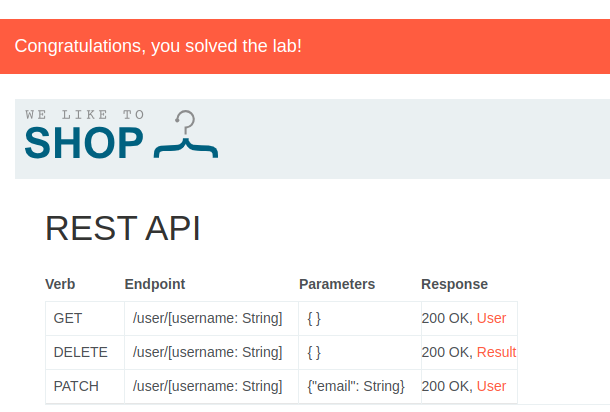 Congratulations, you solved the lab!
WE LIKE TO
SHOP
REST API
Verb Endpoint Parameters Response
GET /user/[username: String] { } 200 OK, User
DELETE /user/[username: String] { } 200 OK, Result
PATCH /user/[username: String] {"email": String} 200 OK, User